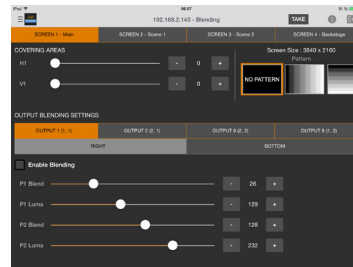 iPad
08:57
91 %
192.168.2.143 - Blending
TAKE
SCREEN 1 - Main
SCREEN 2 - Scene 1
SCREEN 3 - Scene 2
SCREEN 4 - Backstage
COVERING AREAS
Screen Size : 3840 x 2160
Pattern
H1
-
0
+
NO PATTERN
V1
-
0
+
OUTPUT BLENDING SETTINGS
OUTPUT 1 (1, 1)
OUTPUT 2 (2, 1)
OUTPUT 6 (2, 2)
OUTPUT 8 (1, 2)
RIGHT
BOTTOM
Enable Blending
P1 Blend
-
26
+
P1 Luma
-
129
+
P2 Blend
-
128
+
P2 Luma
-
232
+